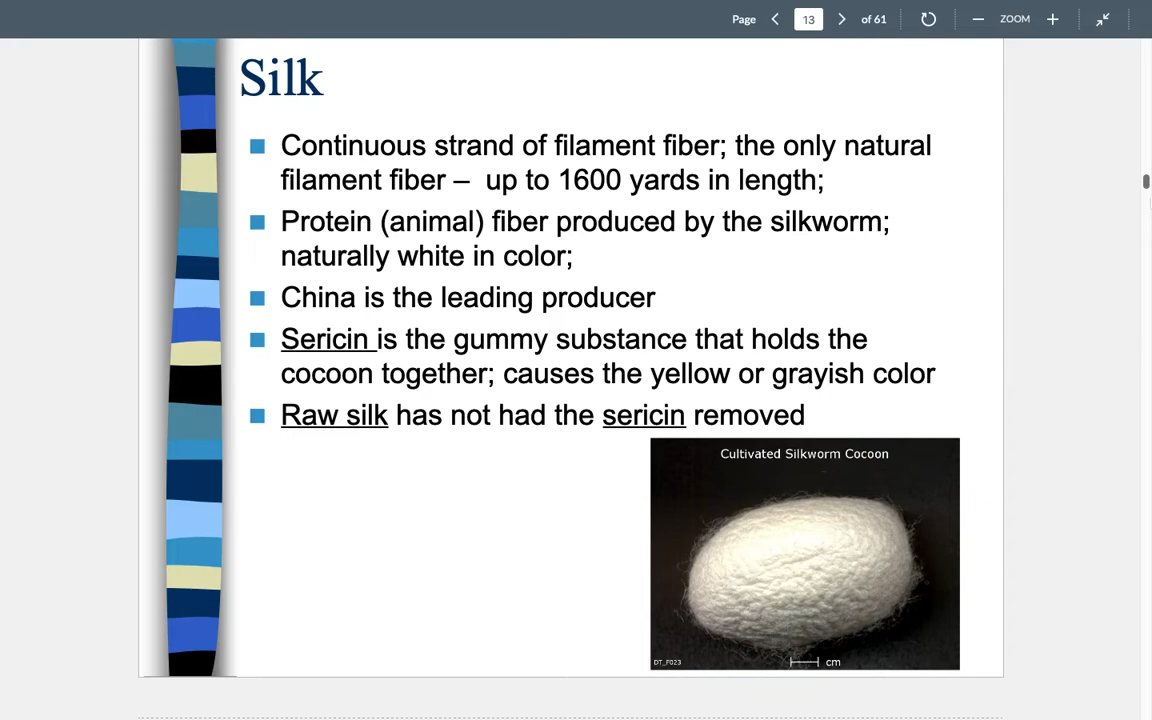 Page 13 of 61 ZOOM
Silk
Continuous strand of filament fiber; the only natural
filament fiber – up to 1600 yards in length;
Protein (animal) fiber produced by the silkworm;
naturally white in color;
China is the leading producer
Sericin is the gummy substance that holds the
cocoon together; causes the yellow or grayish color
Raw silk has not had the sericin removed
Cultivated Silkworm Cocoon
DT_F023
cm